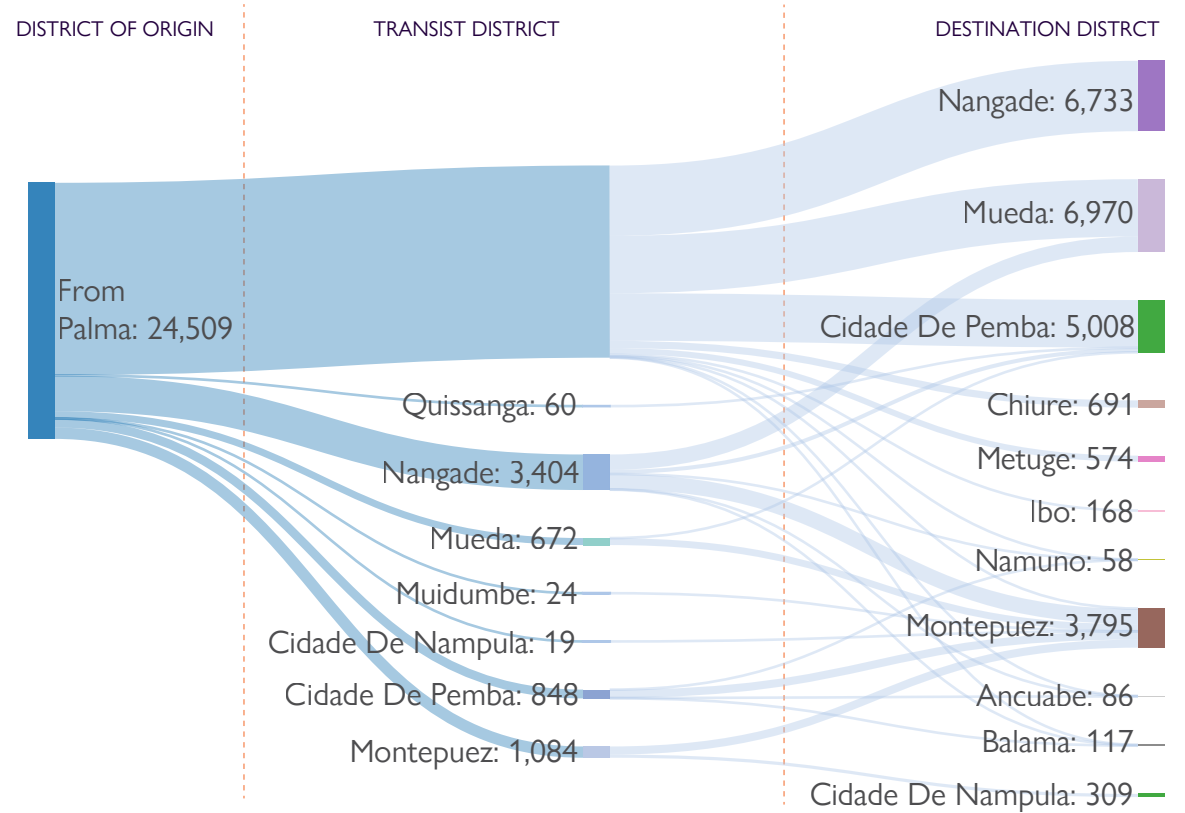 DISTRICT OF ORIGIN
TRANSIST DISTRICT
DESTINATION DISTRCT
From
Palma: 24,509
Quissanga: 60
Nangade: 3,404
Mueda: 672
Muidumbe: 24
Cidade De Nampula: 19
Cidade De Pemba: 848
Montepuez: 1,084
Nangade: 6,733
Mueda: 6,970
Cidade De Pemba: 5,008
Chiure: 691
Metuge: 574
Ibo: 168
Namuno: 58
Montepuez: 3,795
Ancuabe: 86
Balama: 117
Cidade De Nampula: 309